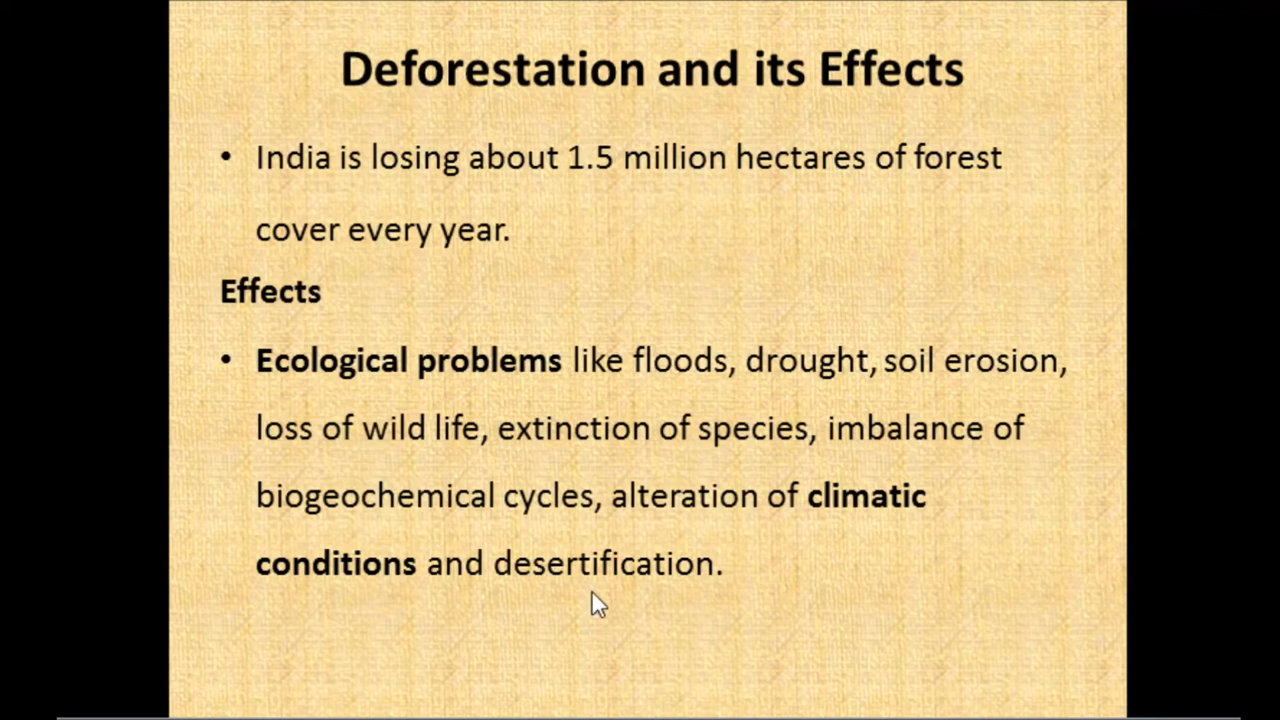 Deforestation and its Effects
• India is losing about 1.5 million hectares of forest
cover every year.
Effects
• Ecological problems like floods, drought, soil erosion,
loss of wild life, extinction of species, imbalance of
biogeochemical cycles, alteration of climatic
conditions and desertification.